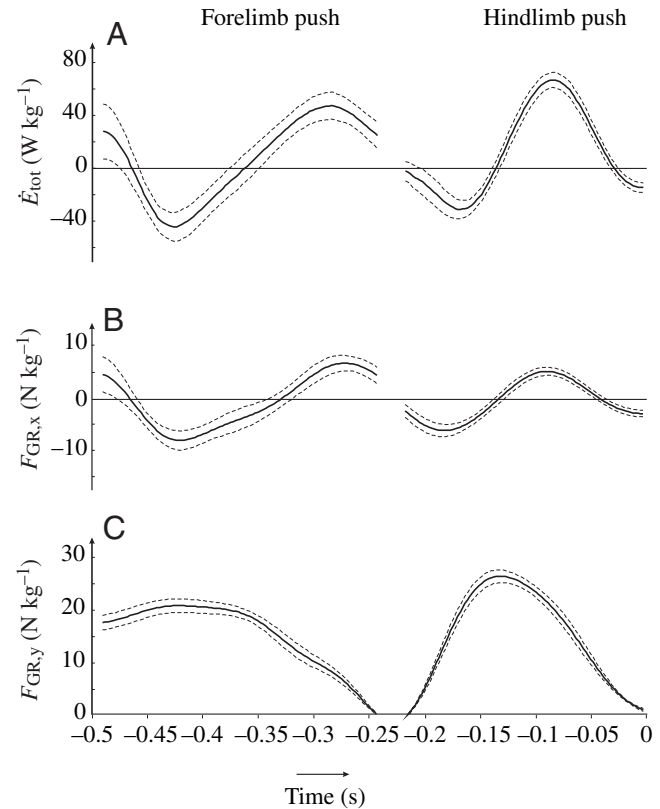 Forelimb push Hindlimb push
A
80
40
0
−40
Ėtot (W kg−1)
B
10
0
−10
FGR,x (N kg−1)
C
30
20
10
0
FGR,y (N kg−1)
−0.5 −0.45 −0.4 −0.35 −0.3 −0.25 −0.2 −0.15 −0.1 −0.05 0
Time (s)